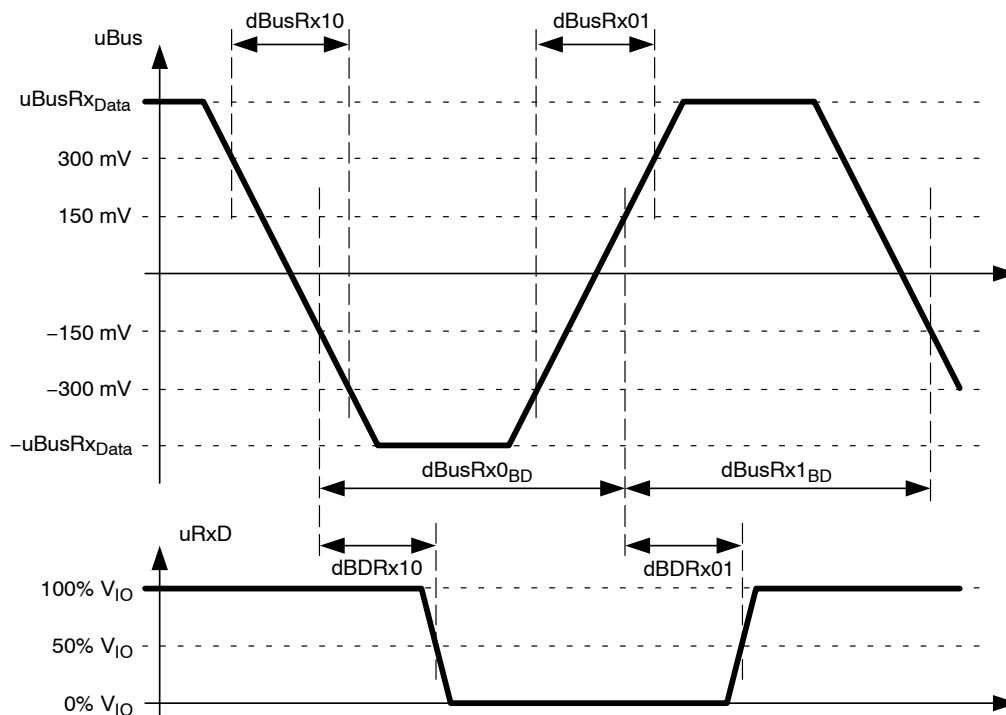 dBusRx10 dBusRx01
uBus
uBusRxData
300 mV
150 mV
−150 mV
−300 mV
−uBusRxData
dBusRx0BD dBusRx1BD
uRxD
dBDRx10 dBDRx01
100% VIO
50% VIO
0% VIO